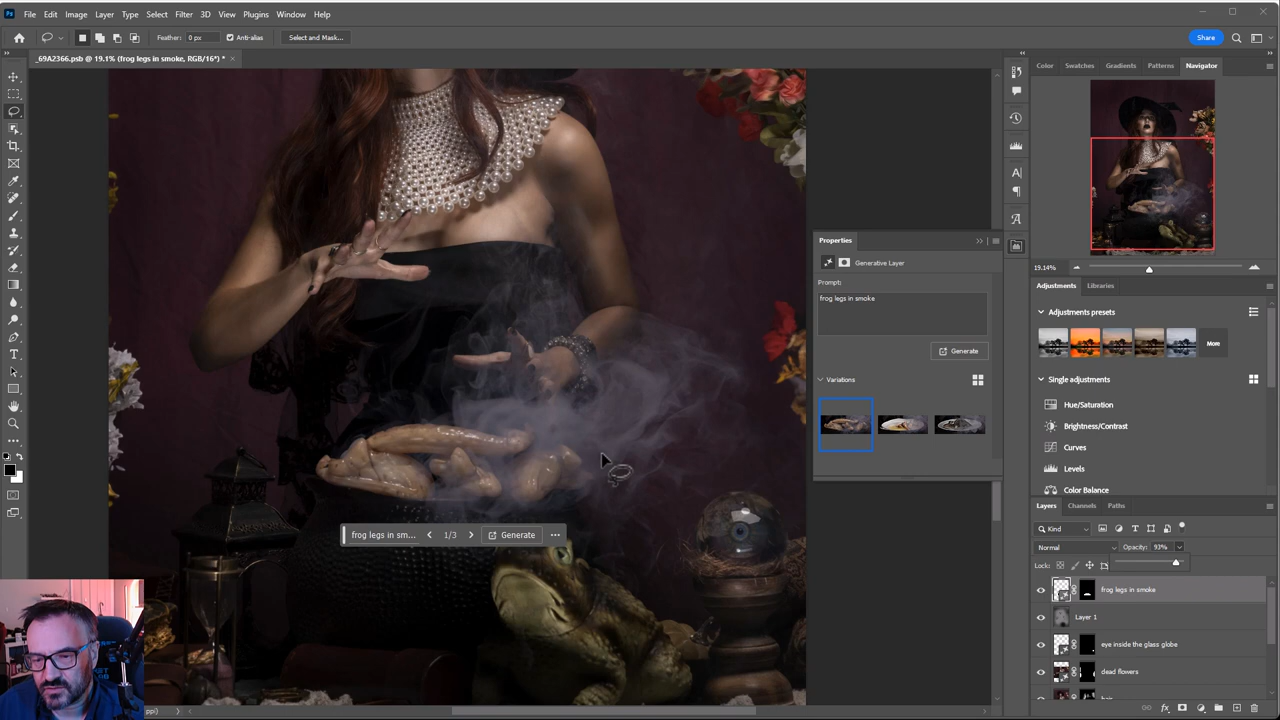 Ps File Edit Image Layer Type Select Filter 3D View Plugins Window Help
Feather: 0 px Anti-alias Select and Mask... Share
_69A2366.psb @ 19.1% (frog legs in smoke, RGB/16*) *
Color Swatches Gradients Patterns Navigator
19.14%
Properties
Generative Layer
Prompt:
frog legs in smoke
Generate
Variations
frog legs in sm... 1/3 Generate
Adjustments Libraries
Adjustments presets
More
Single adjustments
Hue/Saturation
Brightness/Contrast
Curves
Levels
Color Balance
Layers Channels Paths
Kind
Normal Opacity: 93%
Lock:
frog legs in smoke
Layer 1
eye inside the glass globe
dead flowers
hair
ppi)